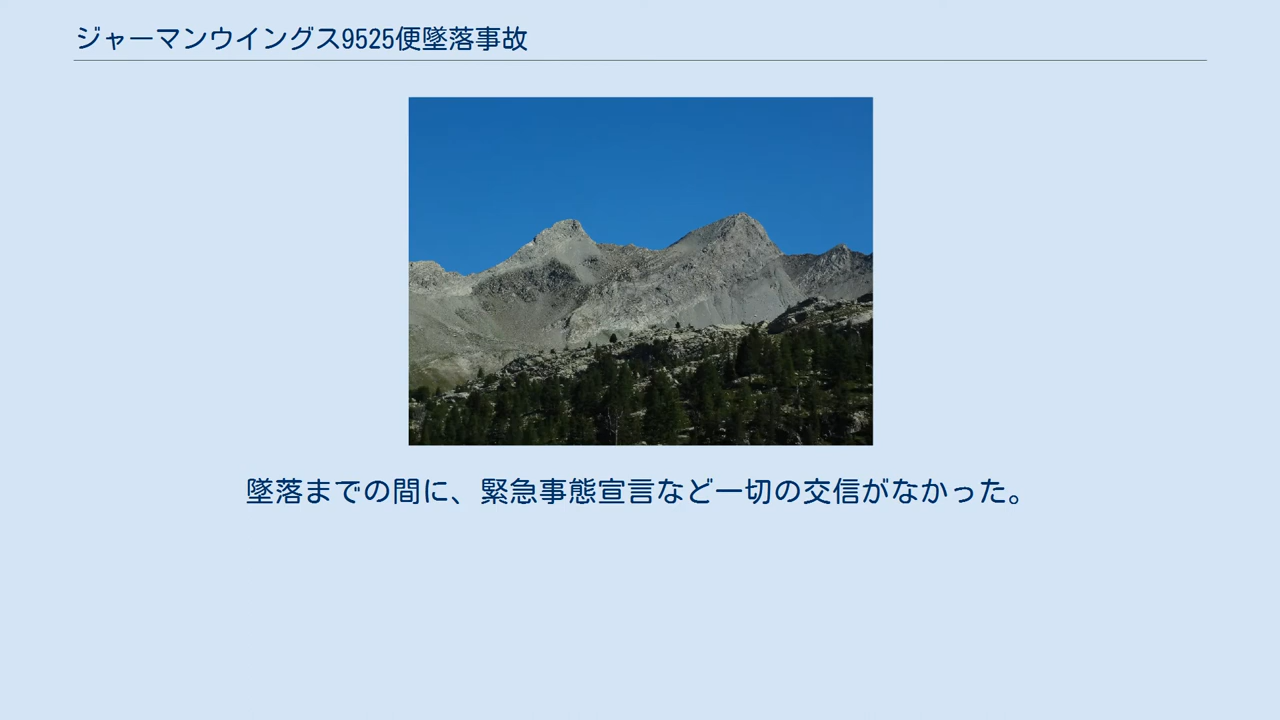 ジャーマンウイングス9525便墜落事故
墜落までの間に、緊急事態宣言など一切の交信がなかった。